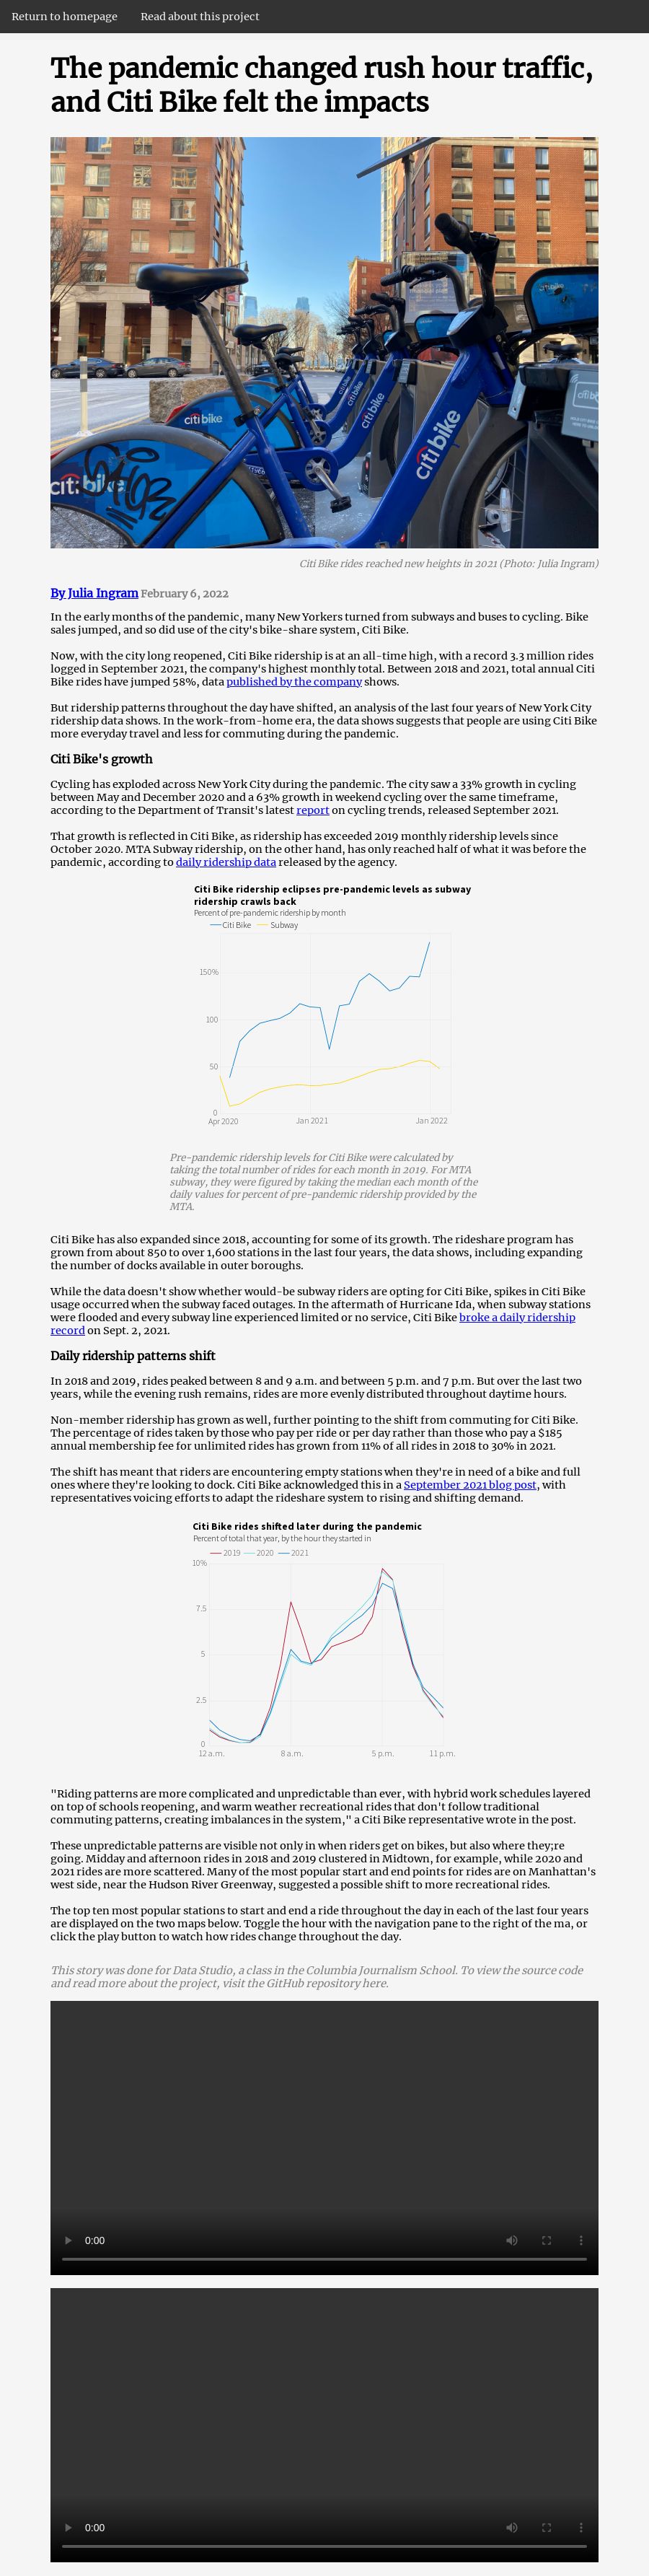 Return to homepage Read about this project
The pandemic changed rush hour traffic,
and Citi Bike felt the impacts
citi bike
citi bike
citi bike
citi bike
citi bike
Citi Bike rides reached new heights in 2021 (Photo: Julia Ingram)
By Julia Ingram February 6, 2022
In the early months of the pandemic, many New Yorkers turned from subways and buses to cycling. Bike
sales jumped, and so did use of the city's bike-share system, Citi Bike.
Now, with the city long reopened, Citi Bike ridership is at an all-time high, with a record 3.3 million rides
logged in September 2021, the company's highest monthly total. Between 2018 and 2021, total annual Citi
Bike rides have jumped 58%, data published by the company shows.
But ridership patterns throughout the day have shifted, an analysis of the last four years of New York City
ridership data shows. In the work-from-home era, the data shows suggests that people are using Citi Bike
more everyday travel and less for commuting during the pandemic.
Citi Bike's growth
Cycling has exploded across New York City during the pandemic. The city saw a 33% growth in cycling
between May and December 2020 and a 63% growth in weekend cycling over the same timeframe,
according to the Department of Transit's latest report on cycling trends, released September 2021.
That growth is reflected in Citi Bike, as ridership has exceeded 2019 monthly ridership levels since
October 2020. MTA Subway ridership, on the other hand, has only reached half of what it was before the
pandemic, according to daily ridership data released by the agency.
Citi Bike ridership eclipses pre-pandemic levels as subway
ridership crawls back
Percent of pre-pandemic ridership by month
Citi Bike Subway
150%
100
50
0
Apr 2020 Jan 2021 Jan 2022
Pre-pandemic ridership levels for Citi Bike were calculated by
taking the total number of rides for each month in 2019. For MTA
subway, they were figured by taking the median each month of the
daily values for percent of pre-pandemic ridership provided by the
MTA.
Citi Bike has also expanded since 2018, accounting for some of its growth. The rideshare program has
grown from about 850 to over 1,600 stations in the last four years, the data shows, including expanding
the number of docks available in outer boroughs.
While the data doesn't show whether would-be subway riders are opting for Citi Bike, spikes in Citi Bike
usage occurred when the subway faced outages. In the aftermath of Hurricane Ida, when subway stations
were flooded and every subway line experienced limited or no service, Citi Bike broke a daily ridership
record on Sept. 2, 2021.
Daily ridership patterns shift
In 2018 and 2019, rides peaked between 8 and 9 a.m. and between 5 p.m. and 7 p.m. But over the last two
years, while the evening rush remains, rides are more evenly distributed throughout daytime hours.
Non-member ridership has grown as well, further pointing to the shift from commuting for Citi Bike.
The percentage of rides taken by those who pay per ride or per day rather than those who pay a $185
annual membership fee for unlimited rides has grown from 11% of all rides in 2018 to 30% in 2021.
The shift has meant that riders are encountering empty stations when they're in need of a bike and full
ones where they're looking to dock. Citi Bike acknowledged this in a September 2021 blog post, with
representatives voicing efforts to adapt the rideshare system to rising and shifting demand.
Citi Bike rides shifted later during the pandemic
Percent of total that year, by the hour they started in
2019 2020 2021
10%
7.5
5
2.5
0
12 a.m. 8 a.m. 5 p.m. 11 p.m.
"Riding patterns are more complicated and unpredictable than ever, with hybrid work schedules layered
on top of schools reopening, and warm weather recreational rides that don't follow traditional
commuting patterns, creating imbalances in the system," a Citi Bike representative wrote in the post.
These unpredictable patterns are visible not only in when riders get on bikes, but also where they;re
going. Midday and afternoon rides in 2018 and 2019 clustered in Midtown, for example, while 2020 and
2021 rides are more scattered. Many of the most popular start and end points for rides are on Manhattan's
west side, near the Hudson River Greenway, suggested a possible shift to more recreational rides.
The top ten most popular stations to start and end a ride throughout the day in each of the last four years
are displayed on the two maps below. Toggle the hour with the navigation pane to the right of the ma, or
click the play button to watch how rides change throughout the day.
This story was done for Data Studio, a class in the Columbia Journalism School. To view the source code
and read more about the project, visit the GitHub repository here.
0:00
0:00